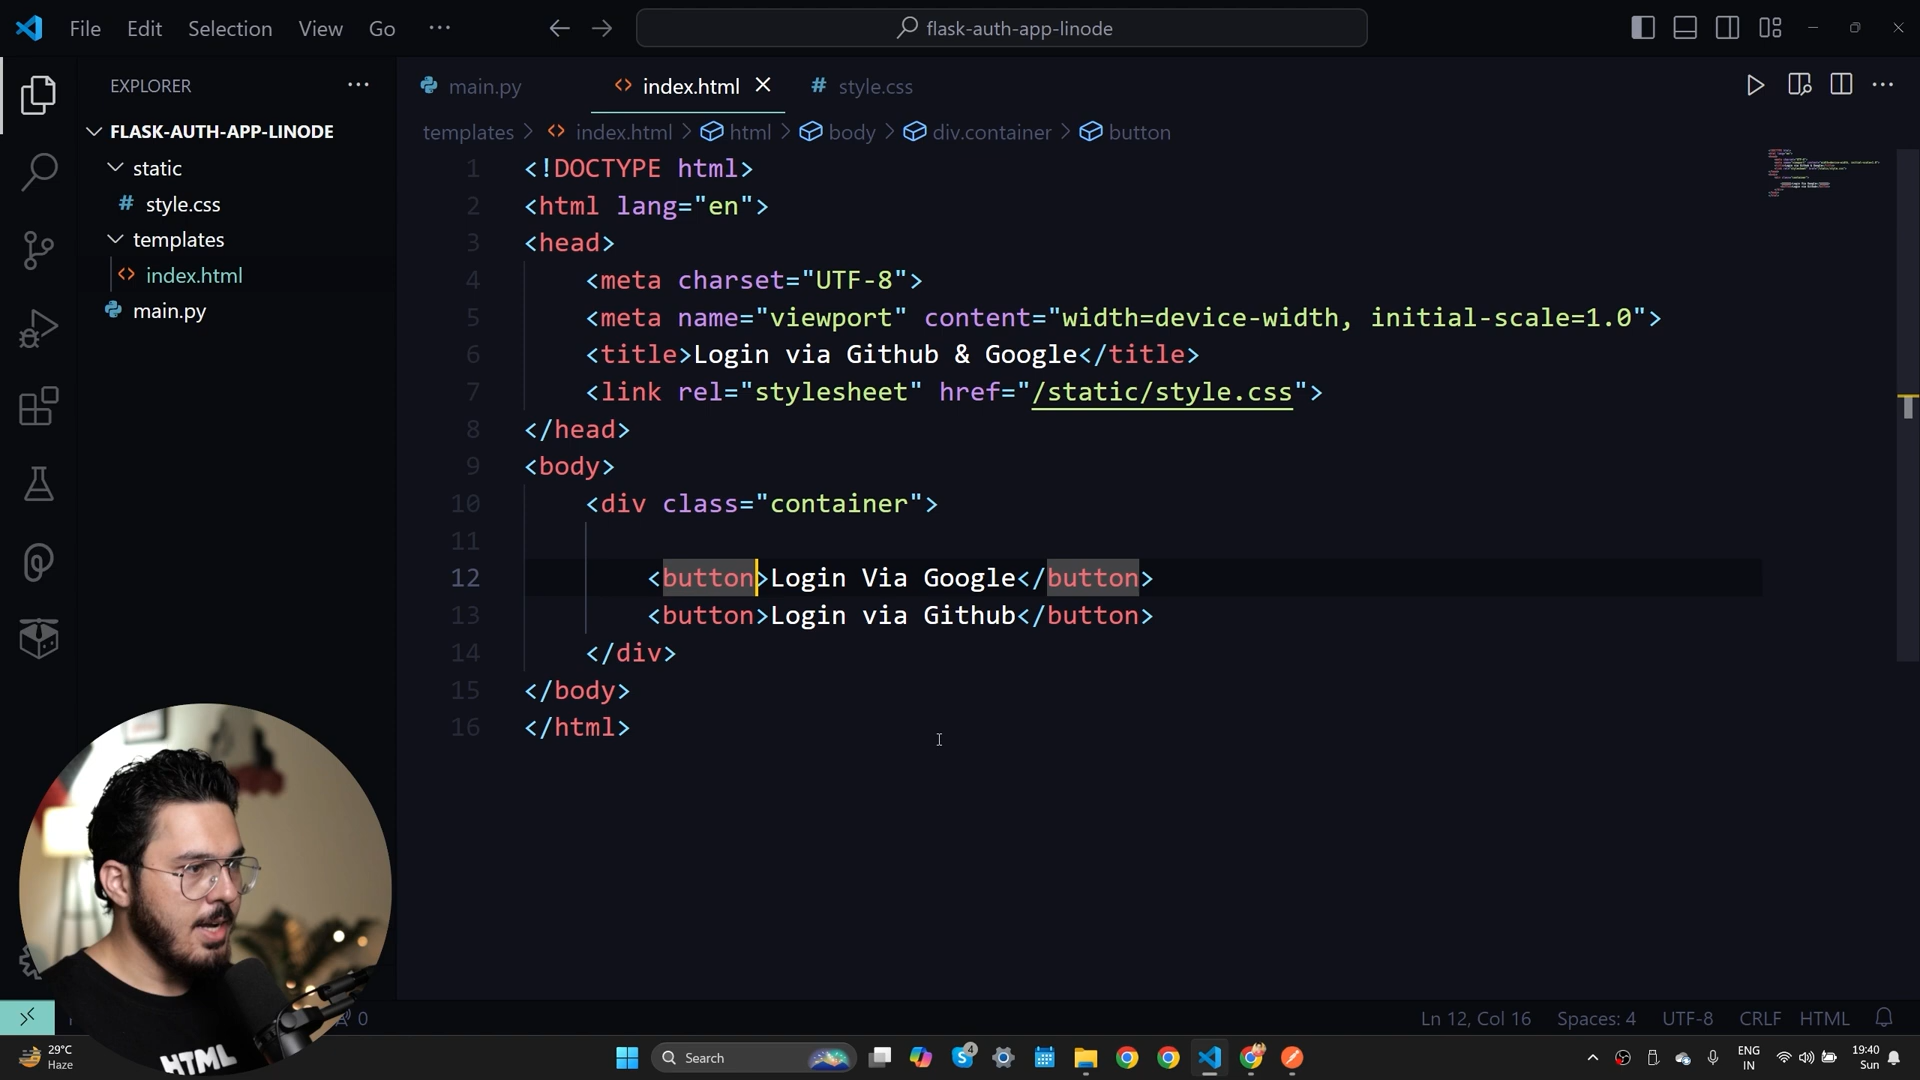 File Edit Selection View Go ···
flask-auth-app-linode
EXPLORER
FLASK-AUTH-APP-LINODE
static
# style.css
templates
<> index.html
main.py
main.py
<> index.html
# style.css
templates > <> index.html > html > body > div.container > button
1 <!DOCTYPE html>
2 <html lang="en">
3 <head>
4 <meta charset="UTF-8">
5 <meta name="viewport" content="width=device-width, initial-scale=1.0">
6 <title>Login via Github & Google</title>
7 <link rel="stylesheet" href="/static/style.css">
8 </head>
9 <body>
10 <div class="container">
11
12 <button>Login Via Google</button>
13 <button>Login via Github</button>
14 </div>
15 </body>
16 </html>
HTML
0
Ln 12, Col 16 Spaces: 4 UTF-8 CRLF HTML
29°C
Haze
Search
4
ENG
IN
19:40
Sun